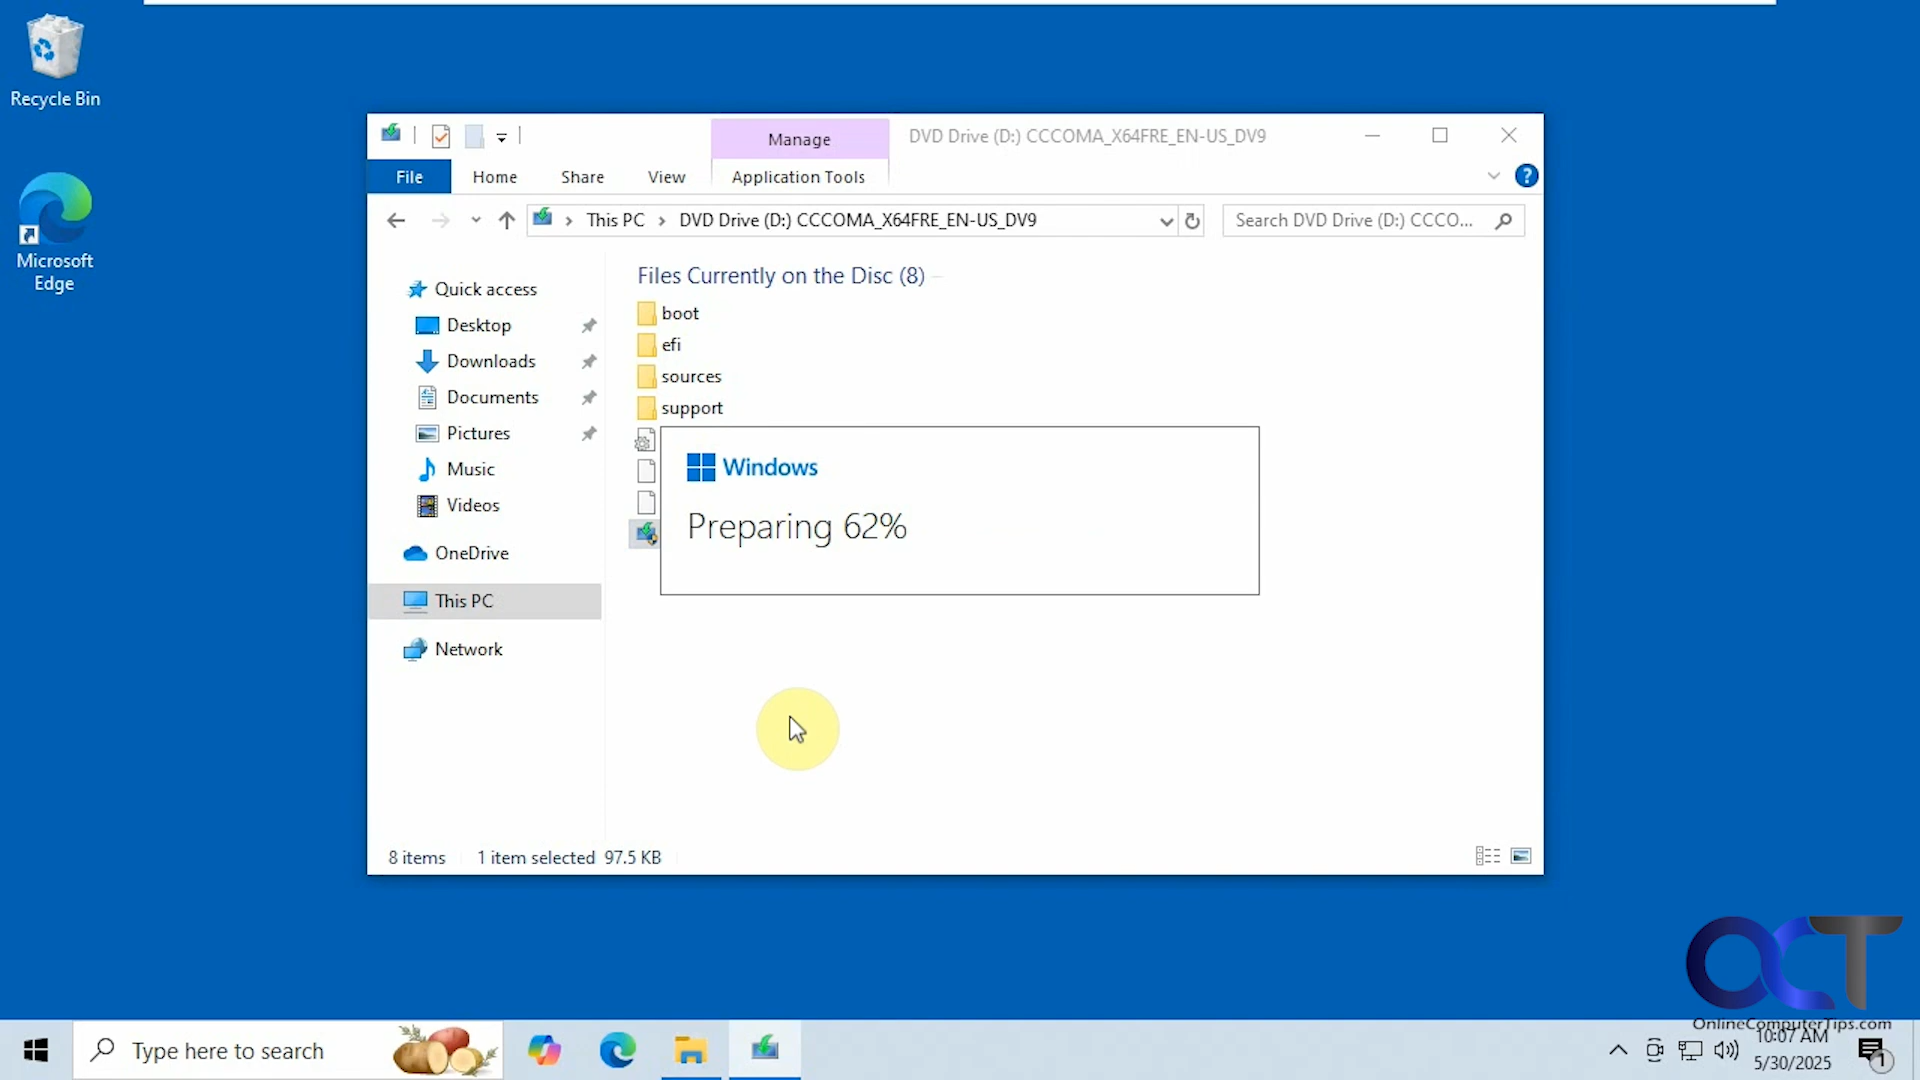 Recycle Bin
Microsoft
Edge
Manage
DVD Drive (D:) CCCOMA_X64FRE_EN-US_DV9
File
Home
Share
View
Application Tools
This PC
DVD Drive (D:) CCCOMA_X64FRE_EN-US_DV9
Search DVD Drive (D:) CCCO...
Quick access
Desktop
Downloads
Documents
Pictures
Music
Videos
OneDrive
This PC
Network
Files Currently on the Disc (8)
boot
efi
sources
support
Windows
Preparing 62%
8 items
1 item selected 97.5 KB
OCT
OnlineComputerTips.com
Type here to search
10:07 AM
5/30/2025
1